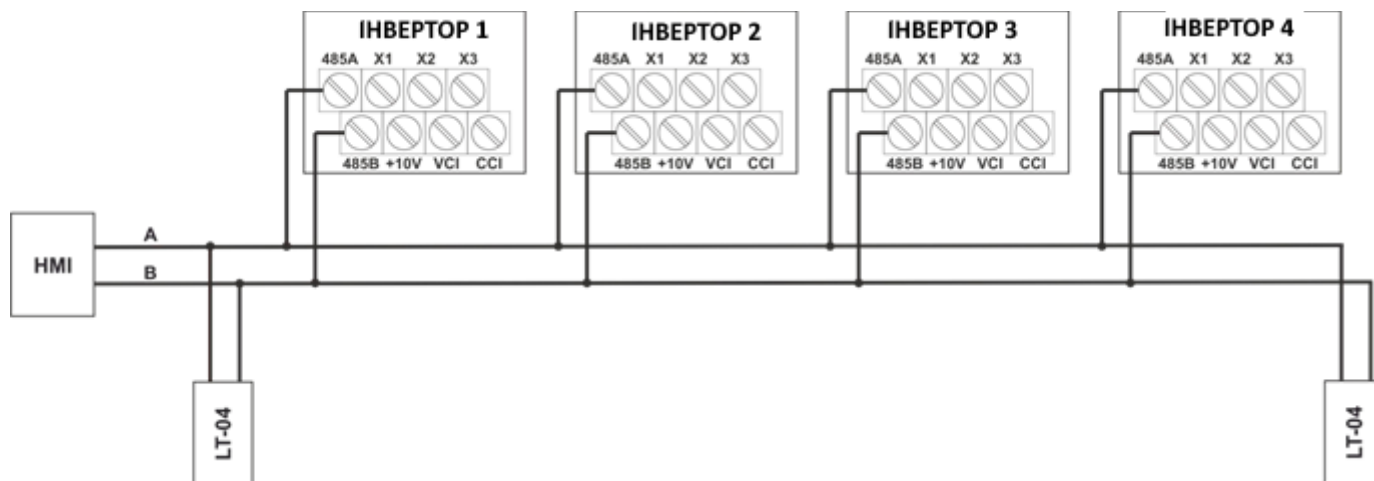 ІНВЕРТОР 1 ІНВЕРТОР 2 ІНВЕРТОР 3 ІНВЕРТОР 4
485A X1 X2 X3 485A X1 X2 X3 485A X1 X2 X3 485A X1 X2 X3
485B +10V VCI CCI 485B +10V VCI CCI 485B +10V VCI CCI 485B +10V VCI CCI
A
HMI
B
LT-04 LT-04